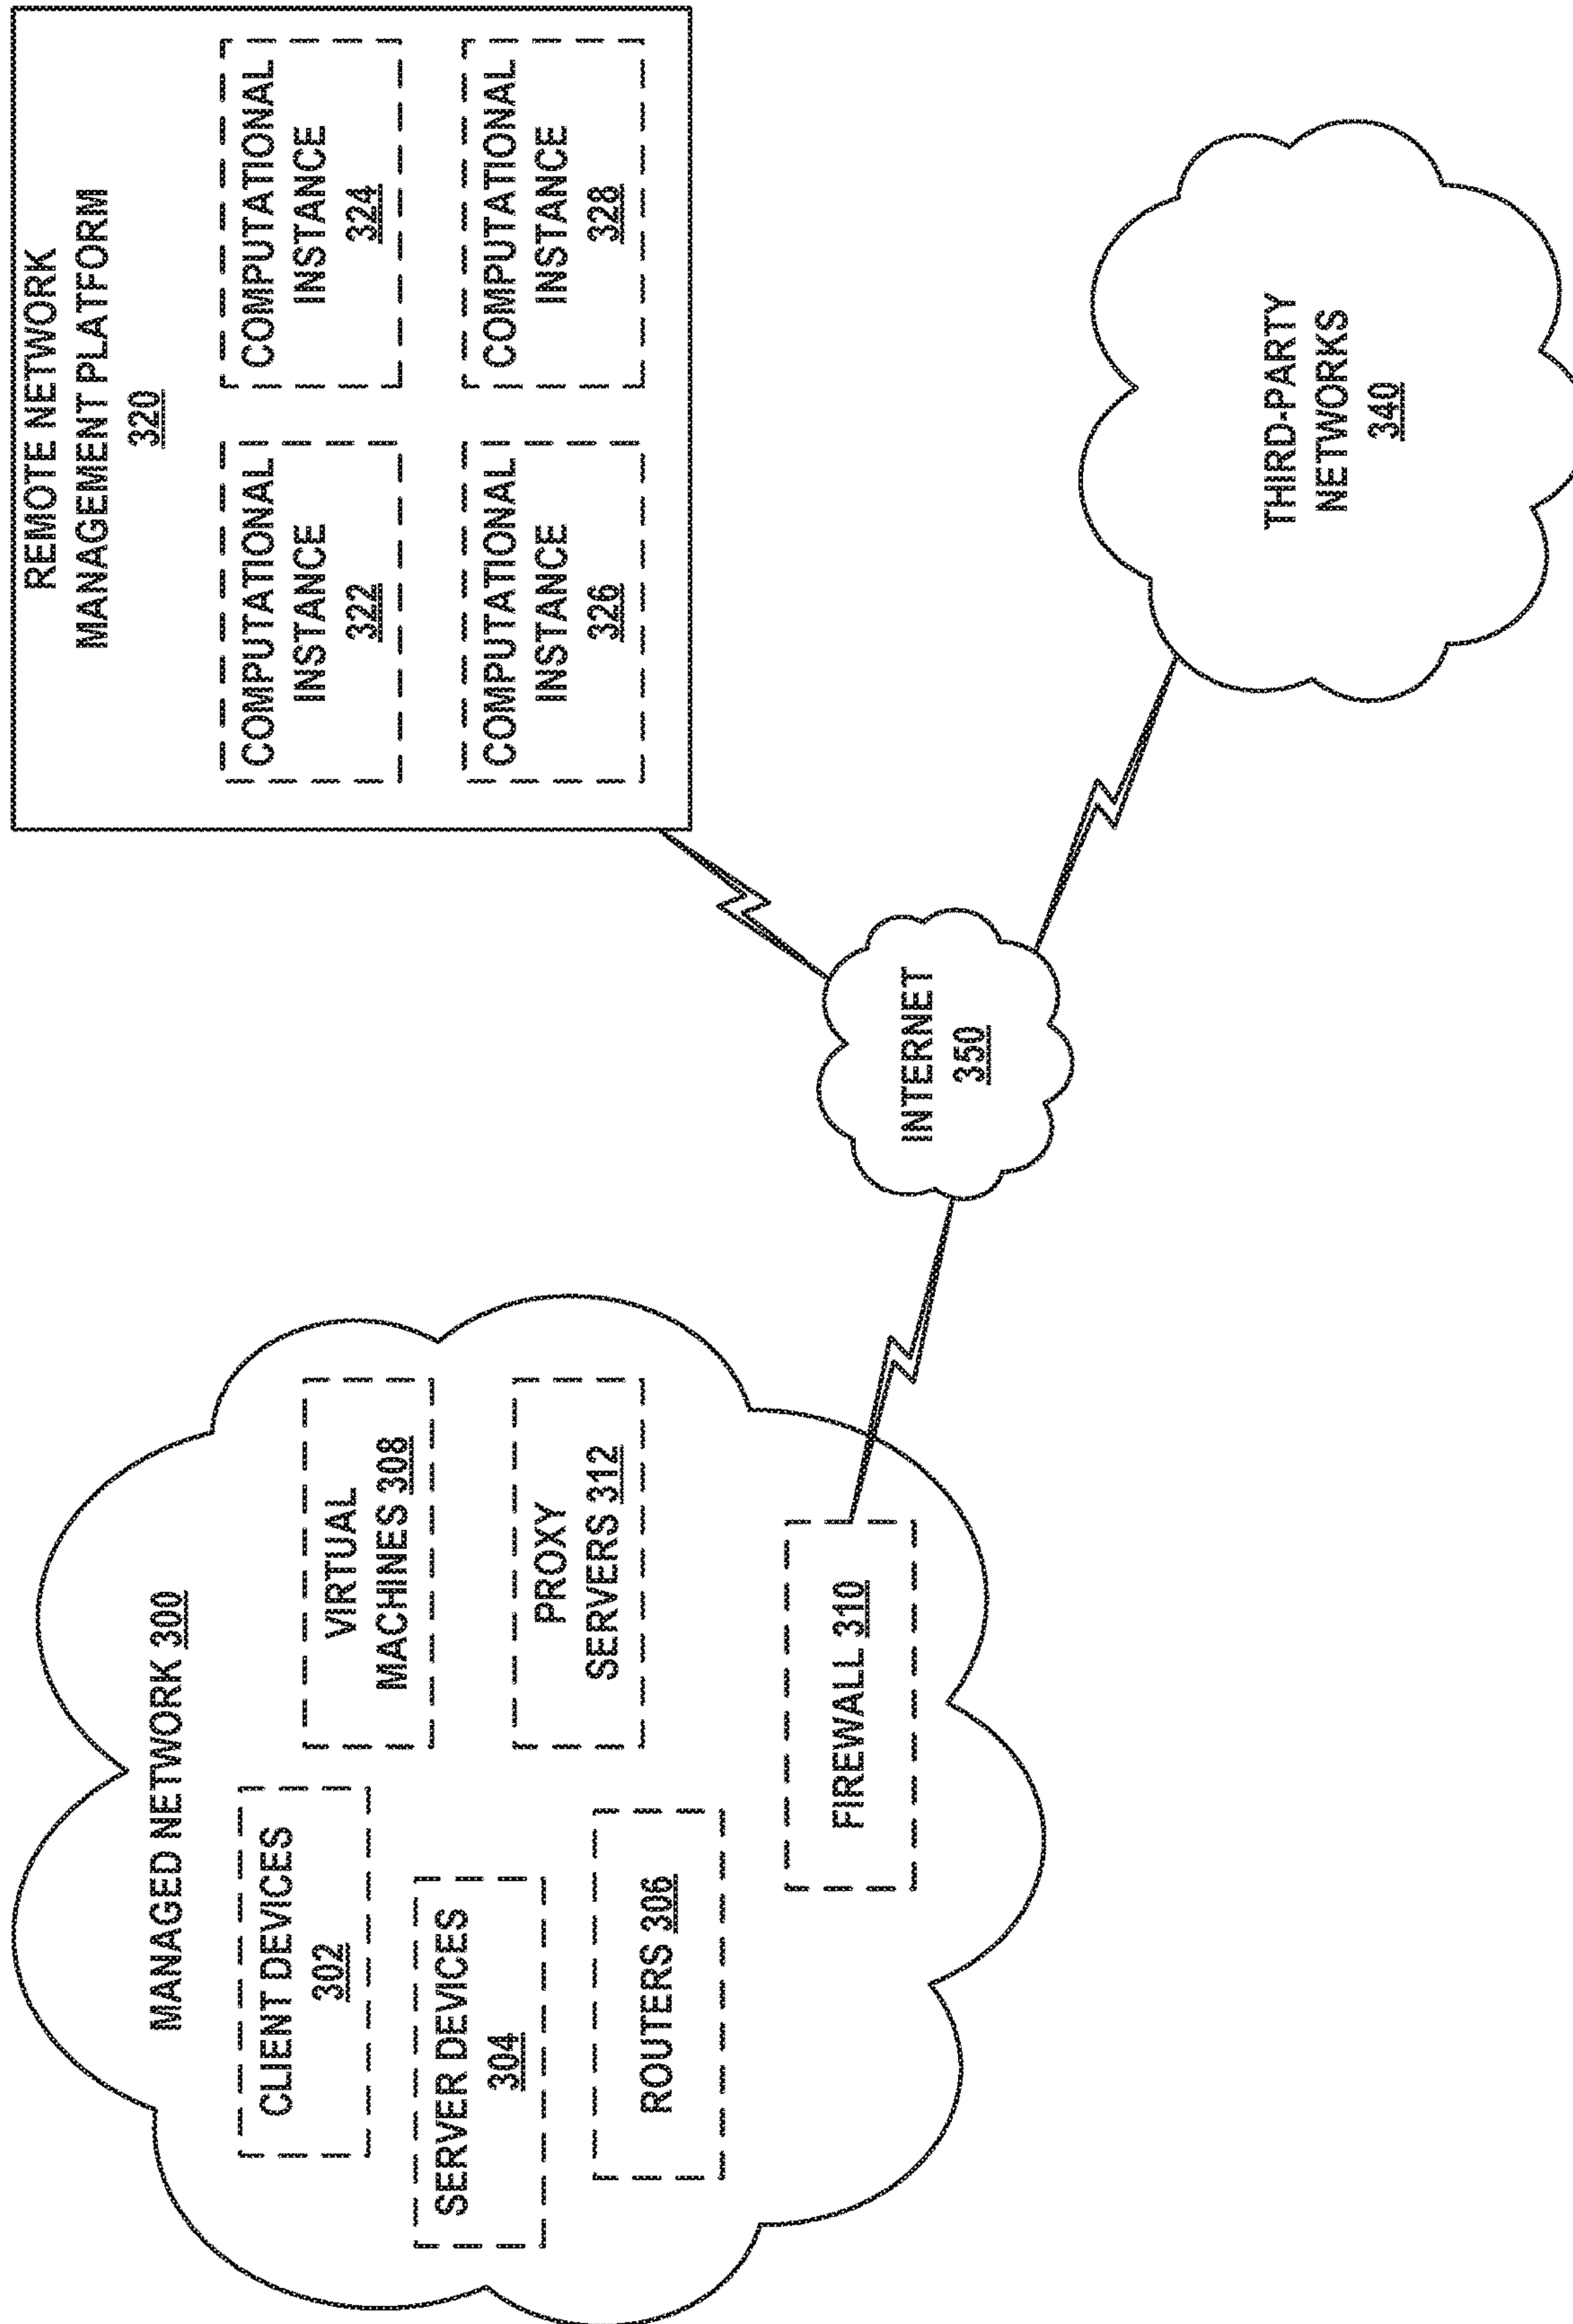 MANAGED NETWORK 300
CLIENT DEVICES
302
SERVER DEVICES
304
ROUTERS 306
VIRTUAL
MACHINES 308
PROXY
SERVERS 312
FIREWALL 310
INTERNET
350
REMOTE NETWORK
MANAGEMENT PLATFORM
320
COMPUTATIONAL
INSTANCE
322
COMPUTATIONAL
INSTANCE
324
COMPUTATIONAL
INSTANCE
326
COMPUTATIONAL
INSTANCE
328
THIRD-PARTY
NETWORKS
340